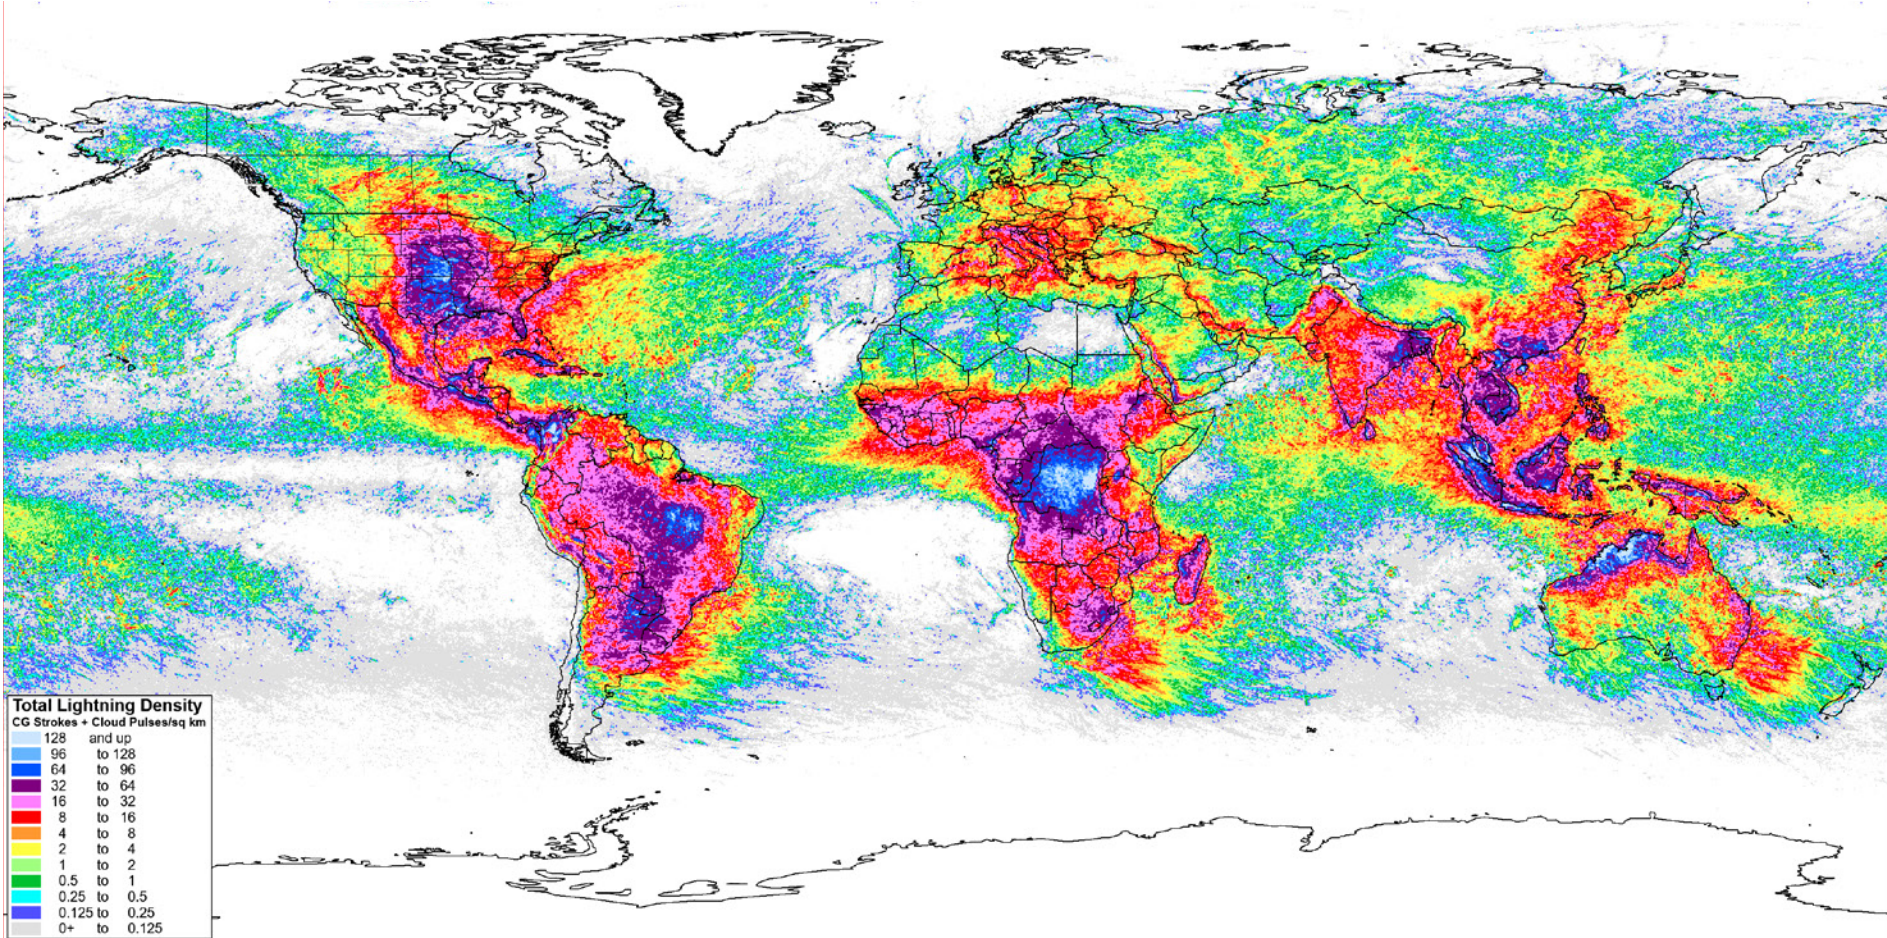 Total Lightning Density
CG Strokes + Cloud Pulses/sq km
128 and up
96 to 128
64 to 96
32 to 64
16 to 32
8 to 16
4 to 8
2 to 4
1 to 2
0.5 to 1
0.25 to 0.5
0.125 to 0.25
0+ to 0.125